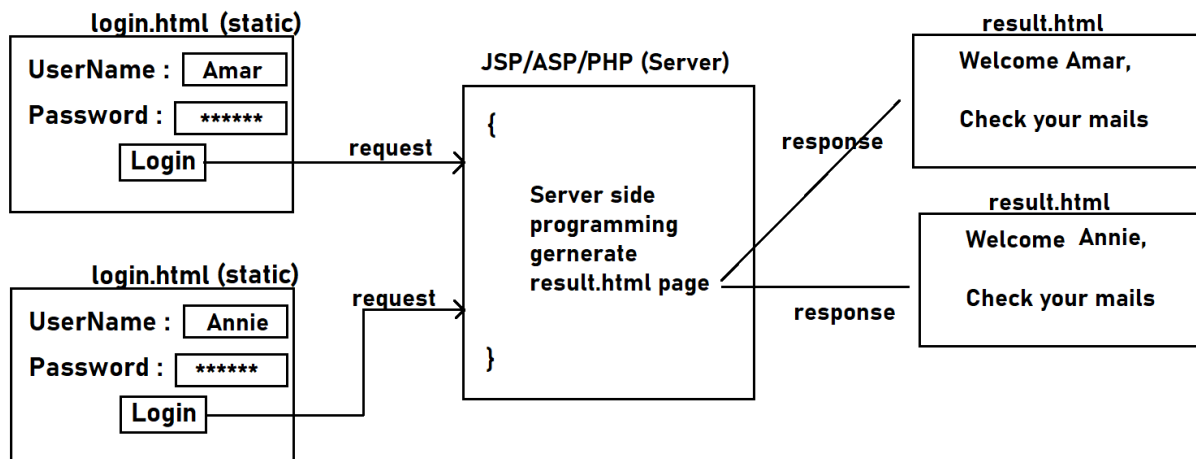 login.html (static)
UserName : Amar
Password : ******
Login
request
login.html (static)
UserName : Annie
Password : ******
Login
request
JSP/ASP/PHP (Server)
{
Server side
programming
gernerate
result.html page
}
response
response
result.html
Welcome Amar,
Check your mails
result.html
Welcome Annie,
Check your mails